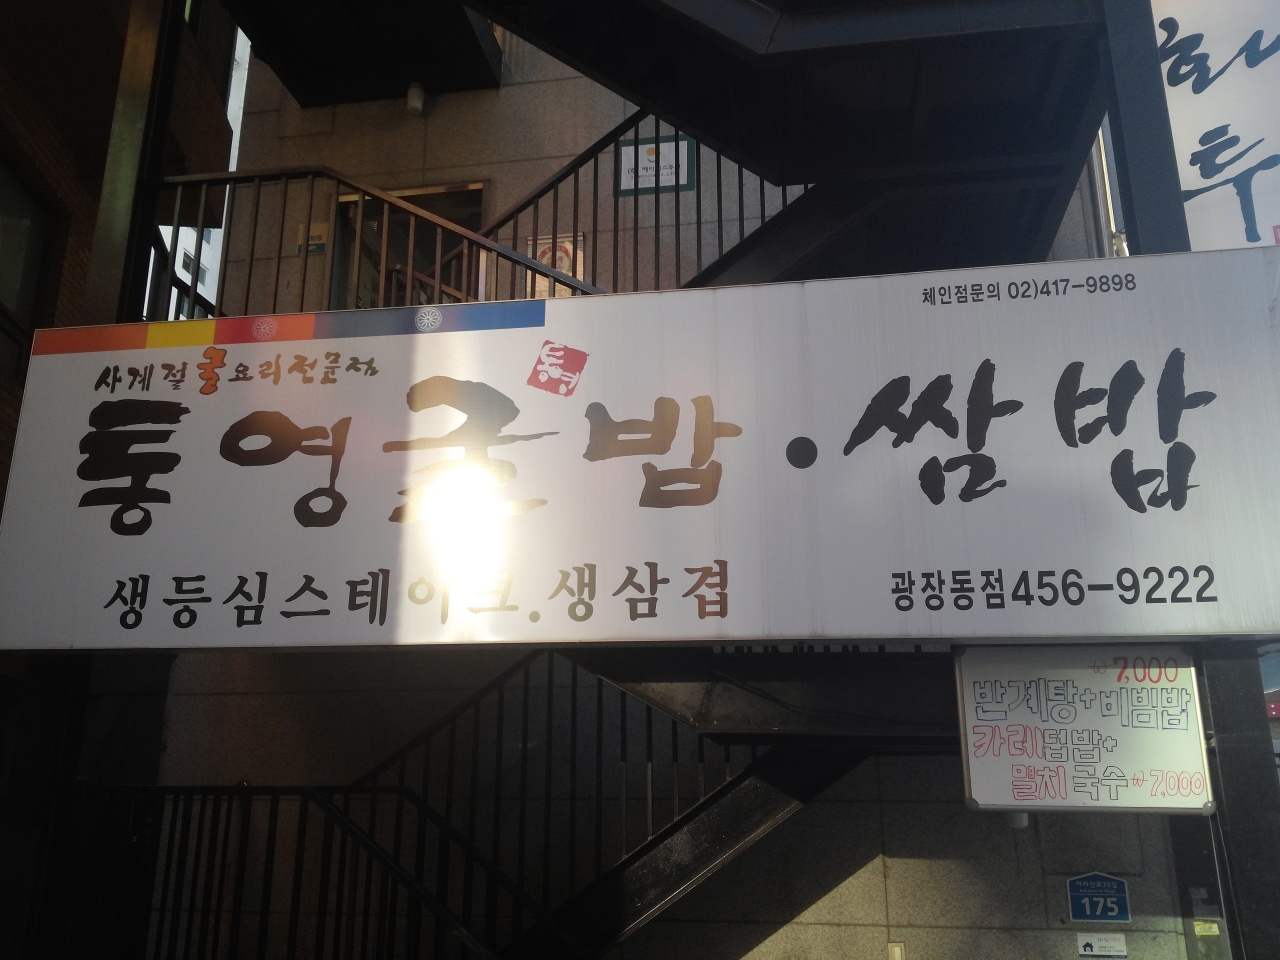 체인점문의 02)417-9898
사계절굴요리전문점
통영
통영굴밥·쌈밥
생등심스테이크.생삼겹
광장동점456-9222
₩7,000
반계탕+비빔밥
카레덮밥+
멸치국수 ₩7,000
175
투